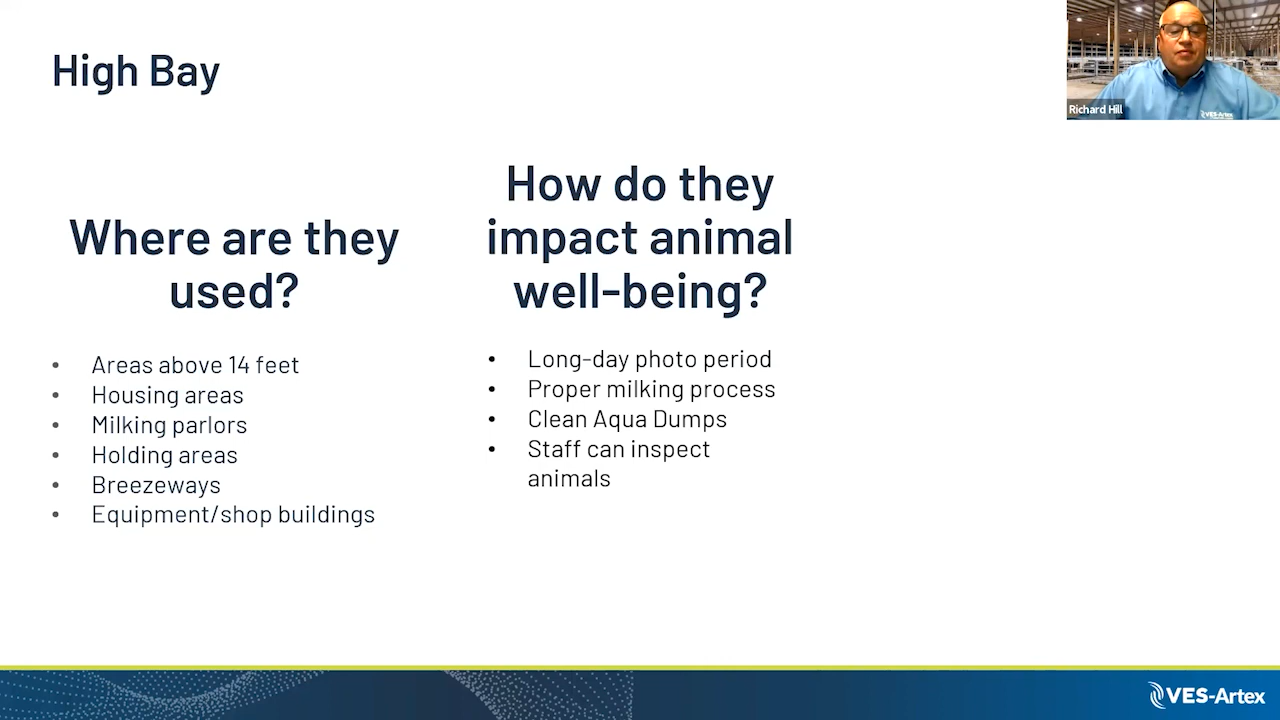 High Bay
Richard Hill
VES-Artex
Where are they
used?
• Areas above 14 feet
• Housing areas
• Milking parlors
• Holding areas
• Breezeways
• Equipment/shop buildings
How do they
impact animal
well-being?
• Long-day photo period
• Proper milking process
• Clean Aqua Dumps
• Staff can inspect
animals
VES-Artex